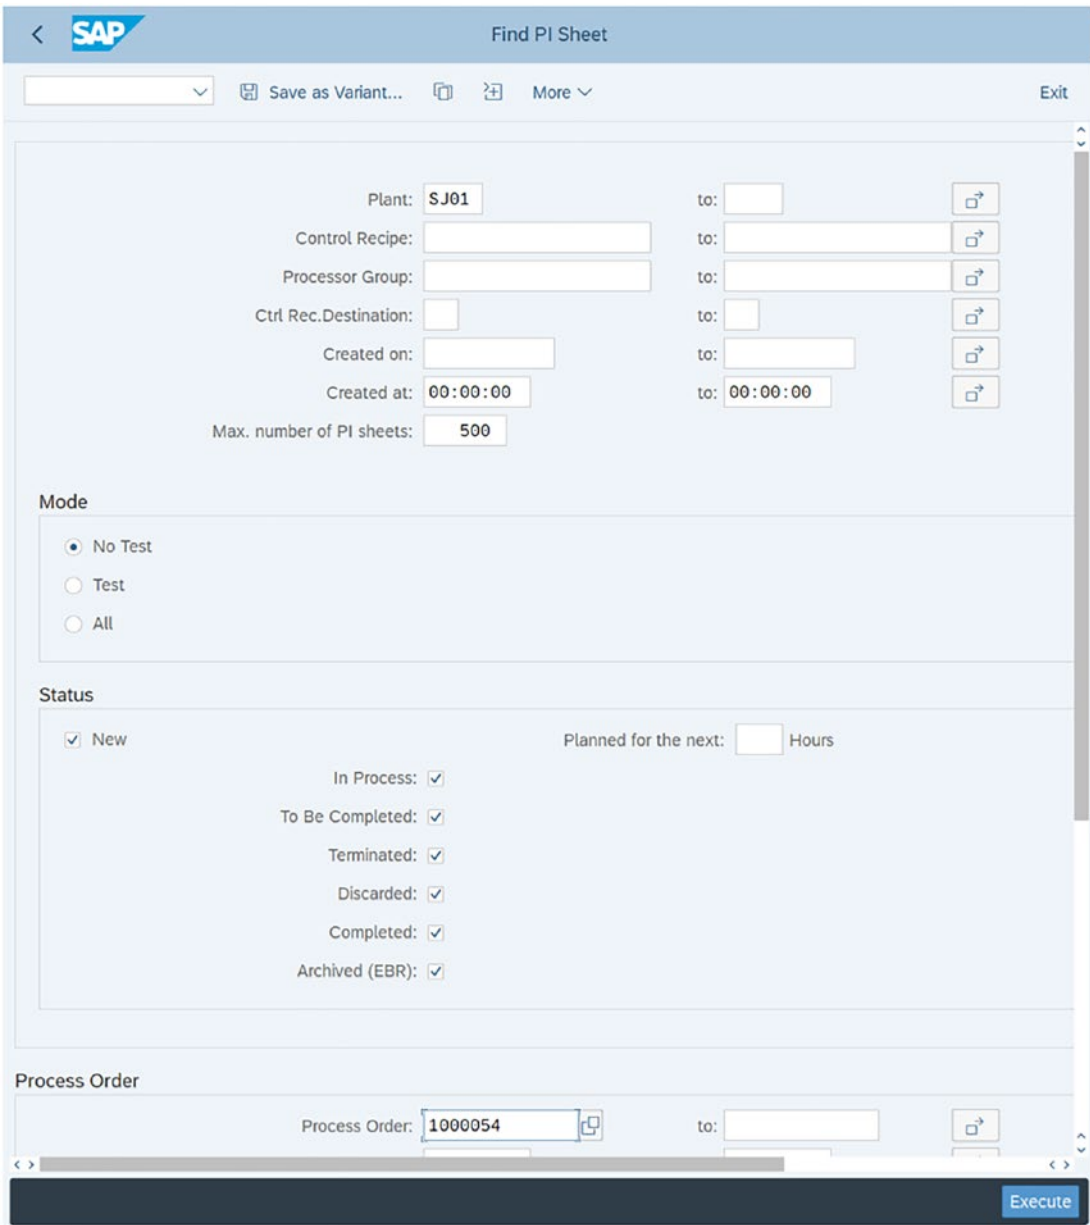 SAP Find PI Sheet
Save as Variant... More Exit
Plant: SJ01 to:
Control Recipe: to:
Processor Group: to:
Ctrl Rec.Destination: to:
Created on: to:
Created at: 00:00:00 to: 00:00:00
Max. number of PI sheets: 500
Mode
No Test
Test
All
Status
New Planned for the next: Hours
In Process:
To Be Completed:
Terminated:
Discarded:
Completed:
Archived (EBR):
Process Order
Process Order: 1000054 to:
Execute